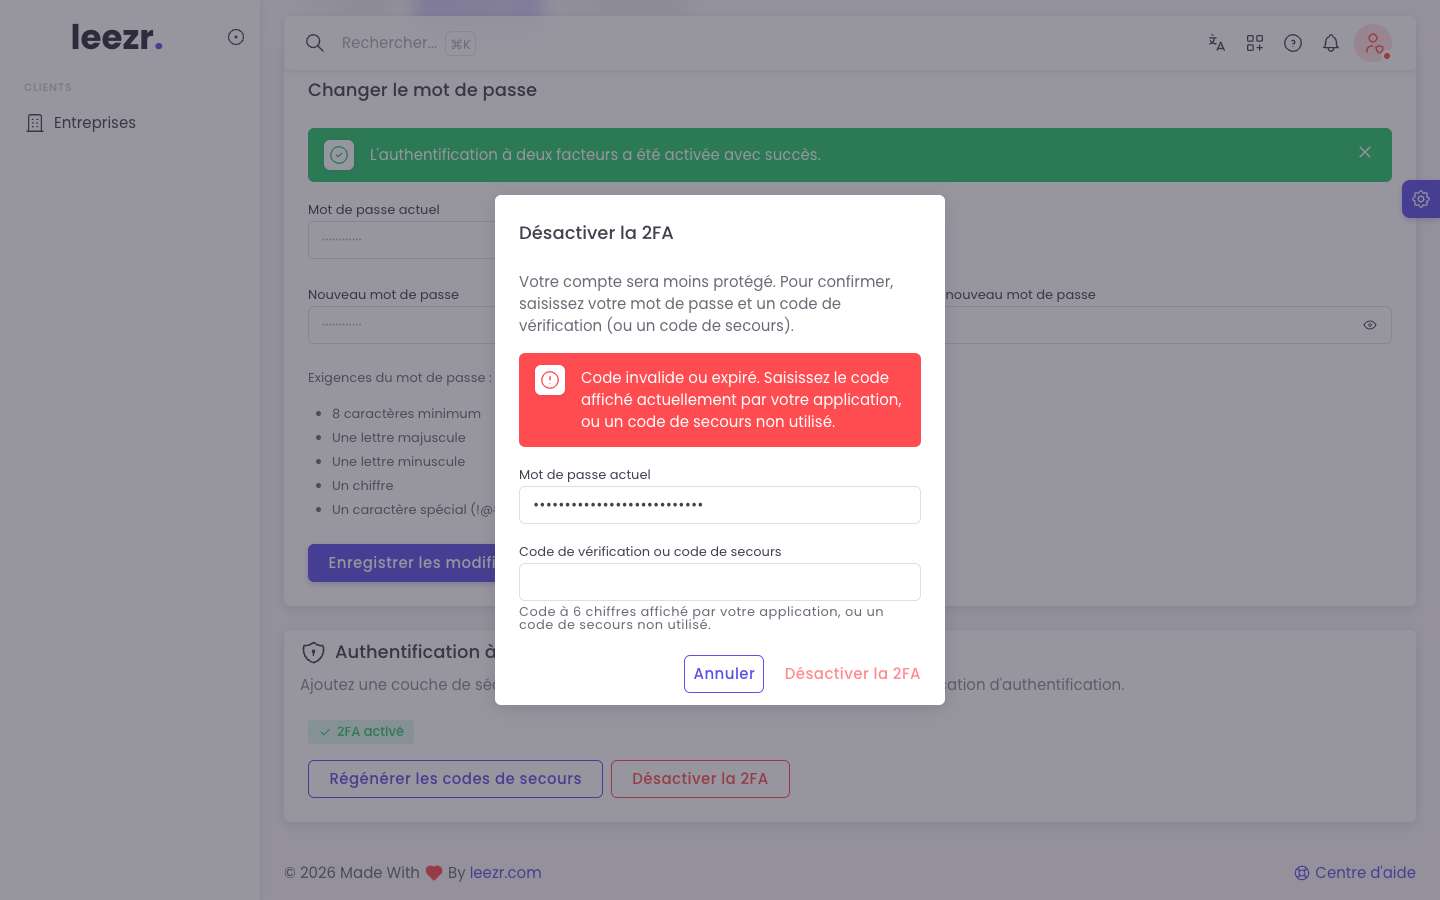 leezr.
Rechercher... ⌘K
CLIENTS
Entreprises
Changer le mot de passe
L'authentification à deux facteurs a été activée avec succès.
Mot de passe actuel
Nouveau mot de passe
nouveau mot de passe
Exigences du mot de passe :
8 caractères minimum
Une lettre majuscule
Une lettre minuscule
Un chiffre
Un caractère spécial (!@
Enregistrer les modifi
Désactiver la 2FA
Votre compte sera moins protégé. Pour confirmer,
saisissez votre mot de passe et un code de
vérification (ou un code de secours).
Code invalide ou expiré. Saisissez le code
affiché actuellement par votre application,
ou un code de secours non utilisé.
Mot de passe actuel
Code de vérification ou code de secours
Code à 6 chiffres affiché par votre application, ou un
code de secours non utilisé.
Annuler
Désactiver la 2FA
Authentification à
Ajoutez une couche de sé
cation d'authentification.
2FA activé
Régénérer les codes de secours
Désactiver la 2FA
© 2026 Made With By leezr.com
Centre d'aide